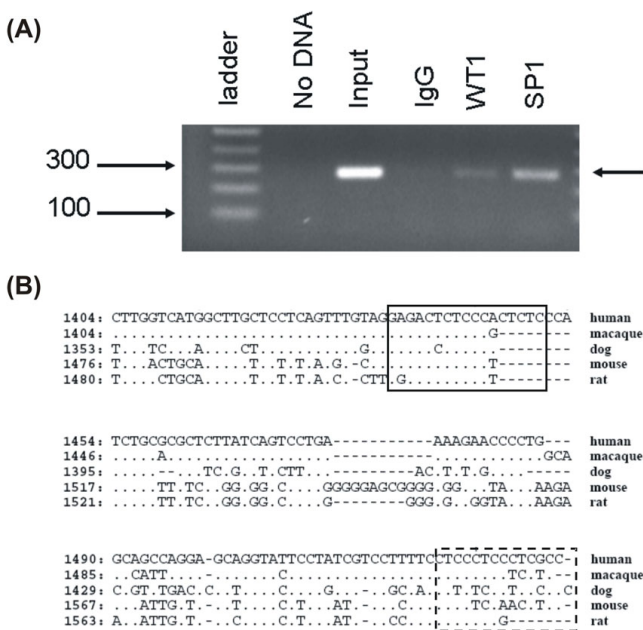 (A)
ladder
No DNA
Input
IgG
WT1
SP1
300
100
(B)
1404: CTTGGTCATGGCTTGCTCCTCAGTTTGTAGGAGACTCTCCCACTCTCCCA human
1404: .........................................G-------- macaque
1353: T...TC...A....CT...........G.......C......-------- dog
1476: T...ACTGCA.....T..T.T.A.G.-C.............T-------- mouse
1480: T....CTGCA.....T..T.T.AC.-CTT.G..........T-------- rat
1454: TCTGCGCGCTCTTATCAGTCCTGA-----------AAAGAACCCCTG--- human
1446: .....A..................-----------............GCA macaque
1395: .....--...TC.G..T.CTT...---------AC.T.T.G.....--- dog
1517: .....TT.TC..GG.GG.C....GGGGGAGCGGGG.GG...TA...AAGA mouse
1521: .....TT.TC..GG.GG.C....G--------GGG.G..GGTA...AAGA rat
1490: GCAGCCAGGA-GCAGGTATTCCTATCGTCCTTTTCCTCCCTCCCTCGCC- human
1485: ..CATT....-.......C........................TC.T..- macaque
1429: C.GT.TGAC.C..T....C....G......GC.A...T.TC..T.C..C dog
1567: ...ATTG.T.-..T....C..T...AT...-CC.......TC.AAC.T.- mouse
1563: A..ATTG.T.-..C....C..T...AT....CC..........G------ rat